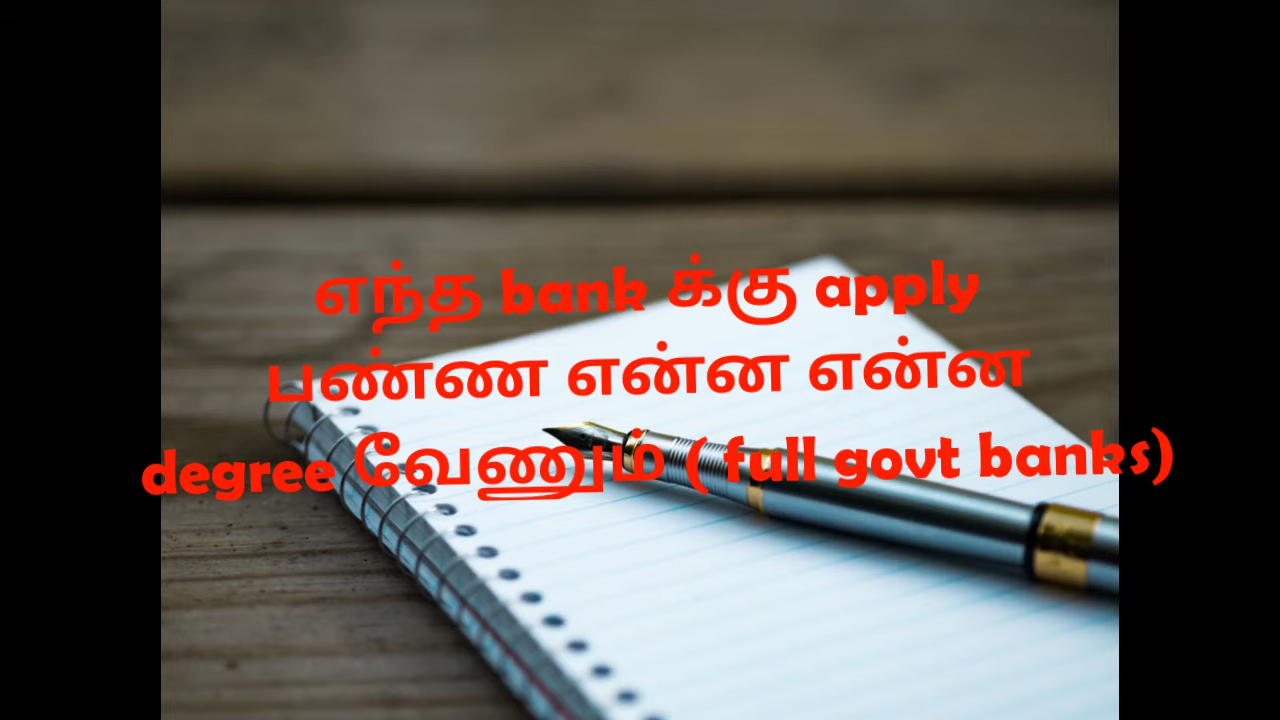 எந்த bank க்கு apply
பண்ண என்ன என்ன
degree வேணும் ( full govt banks)